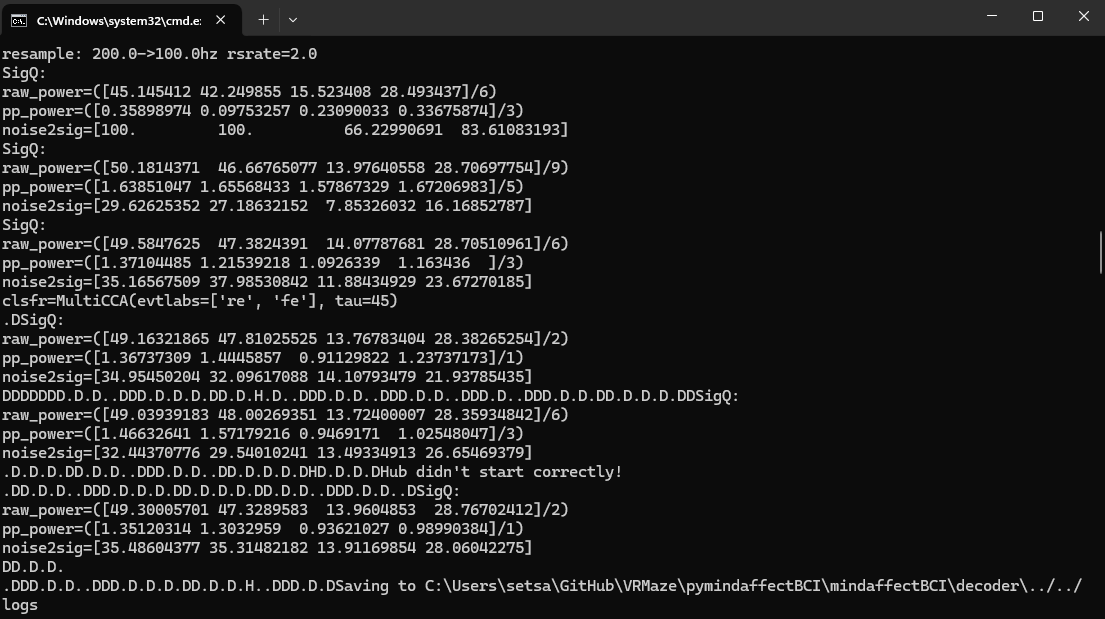 C:\Windows\system32\cmd.e:
resample: 200.0->100.0hz rsrate=2.0
SigQ:
raw_power=([45.145412 42.249855 15.523408 28.493437]/6)
pp_power=([0.35898974 0.09753257 0.23090033 0.33675874]/3)
noise2sig=[100.         100.          66.22990691  83.61083193]
SigQ:
raw_power=([50.1814371  46.66765077 13.97640558 28.70697754]/9)
pp_power=([1.63851047 1.65568433 1.57867329 1.67206983]/5)
noise2sig=[29.62625352 27.18632152  7.85326032 16.16852787]
SigQ:
raw_power=([49.5847625  47.3824391  14.07787681 28.70510961]/6)
pp_power=([1.37104485 1.21539218 1.0926339  1.163436  ]/3)
noise2sig=[35.16567509 37.98530842 11.88434929 23.67270185]
clsfr=MultiCCA(evtlabs=['re', 'fe'], tau=45)
.DSigQ:
raw_power=([49.16321865 47.81025525 13.76783404 28.38265254]/2)
pp_power=([1.36737309 1.4445857  0.91129822 1.23737173]/1)
noise2sig=[34.95450204 32.09617088 14.10793479 21.93785435]
DDDDDDD.D.D..DDD.D.D.D.DD.D.H.D..DDD.D.D..DDD.D.D..DDD.D..DDD.D.D.DD.D.D.D.DDSigQ:
raw_power=([49.03939183 48.00269351 13.72400007 28.35934842]/6)
pp_power=([1.46632641 1.57179216 0.9469171  1.02548047]/3)
noise2sig=[32.44370776 29.54010241 13.49334913 26.65469379]
.D.D.D.DD.D.D..DDD.D.D..DD.D.D.D.DHD.D.D.DHub didn't start correctly!
.DD.D.D..DDD.D.D.D.DD.D.D.D.DD.D.D..DDD.D.D..DSigQ:
raw_power=([49.30005701 47.3289583  13.9604853  28.76702412]/2)
pp_power=([1.35120314 1.3032959  0.93621027 0.98990384]/1)
noise2sig=[35.48604377 35.31482182 13.91169854 28.06042275]
DD.D.D.
.DDD.D.D..DDD.D.D.D.DD.D.D.H..DDD.D.DSaving to C:\Users\setsa\GitHub\VRMaze\pymindaffectBCI\mindaffectBCI\decoder\../../
logs